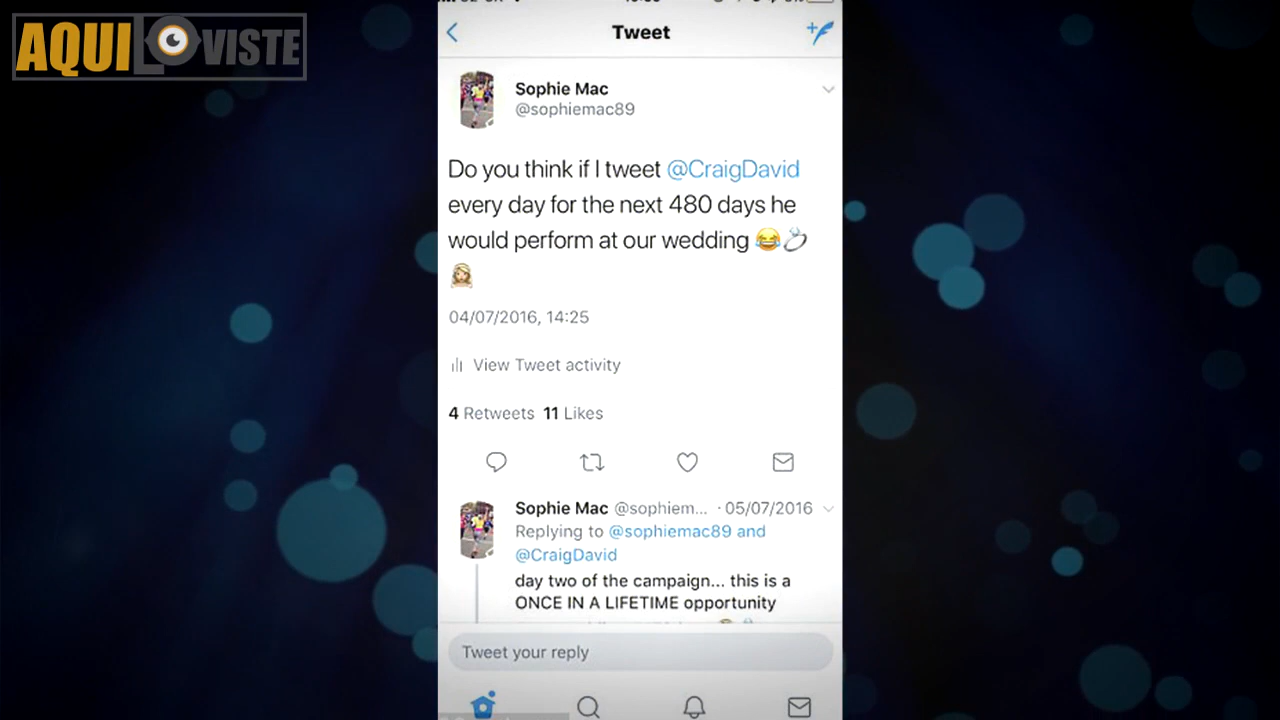 AQUI LO VISTE
Tweet
Sophie Mac
@sophiemac89
Do you think if I tweet @CraigDavid
every day for the next 480 days he
would perform at our wedding 😂💍
👰🏼
04/07/2016, 14:25
View Tweet activity
4 Retweets 11 Likes
Sophie Mac @sophiem... · 05/07/2016
Replying to @sophiemac89 and
@CraigDavid
day two of the campaign... this is a
ONCE IN A LIFETIME opportunity
Tweet your reply